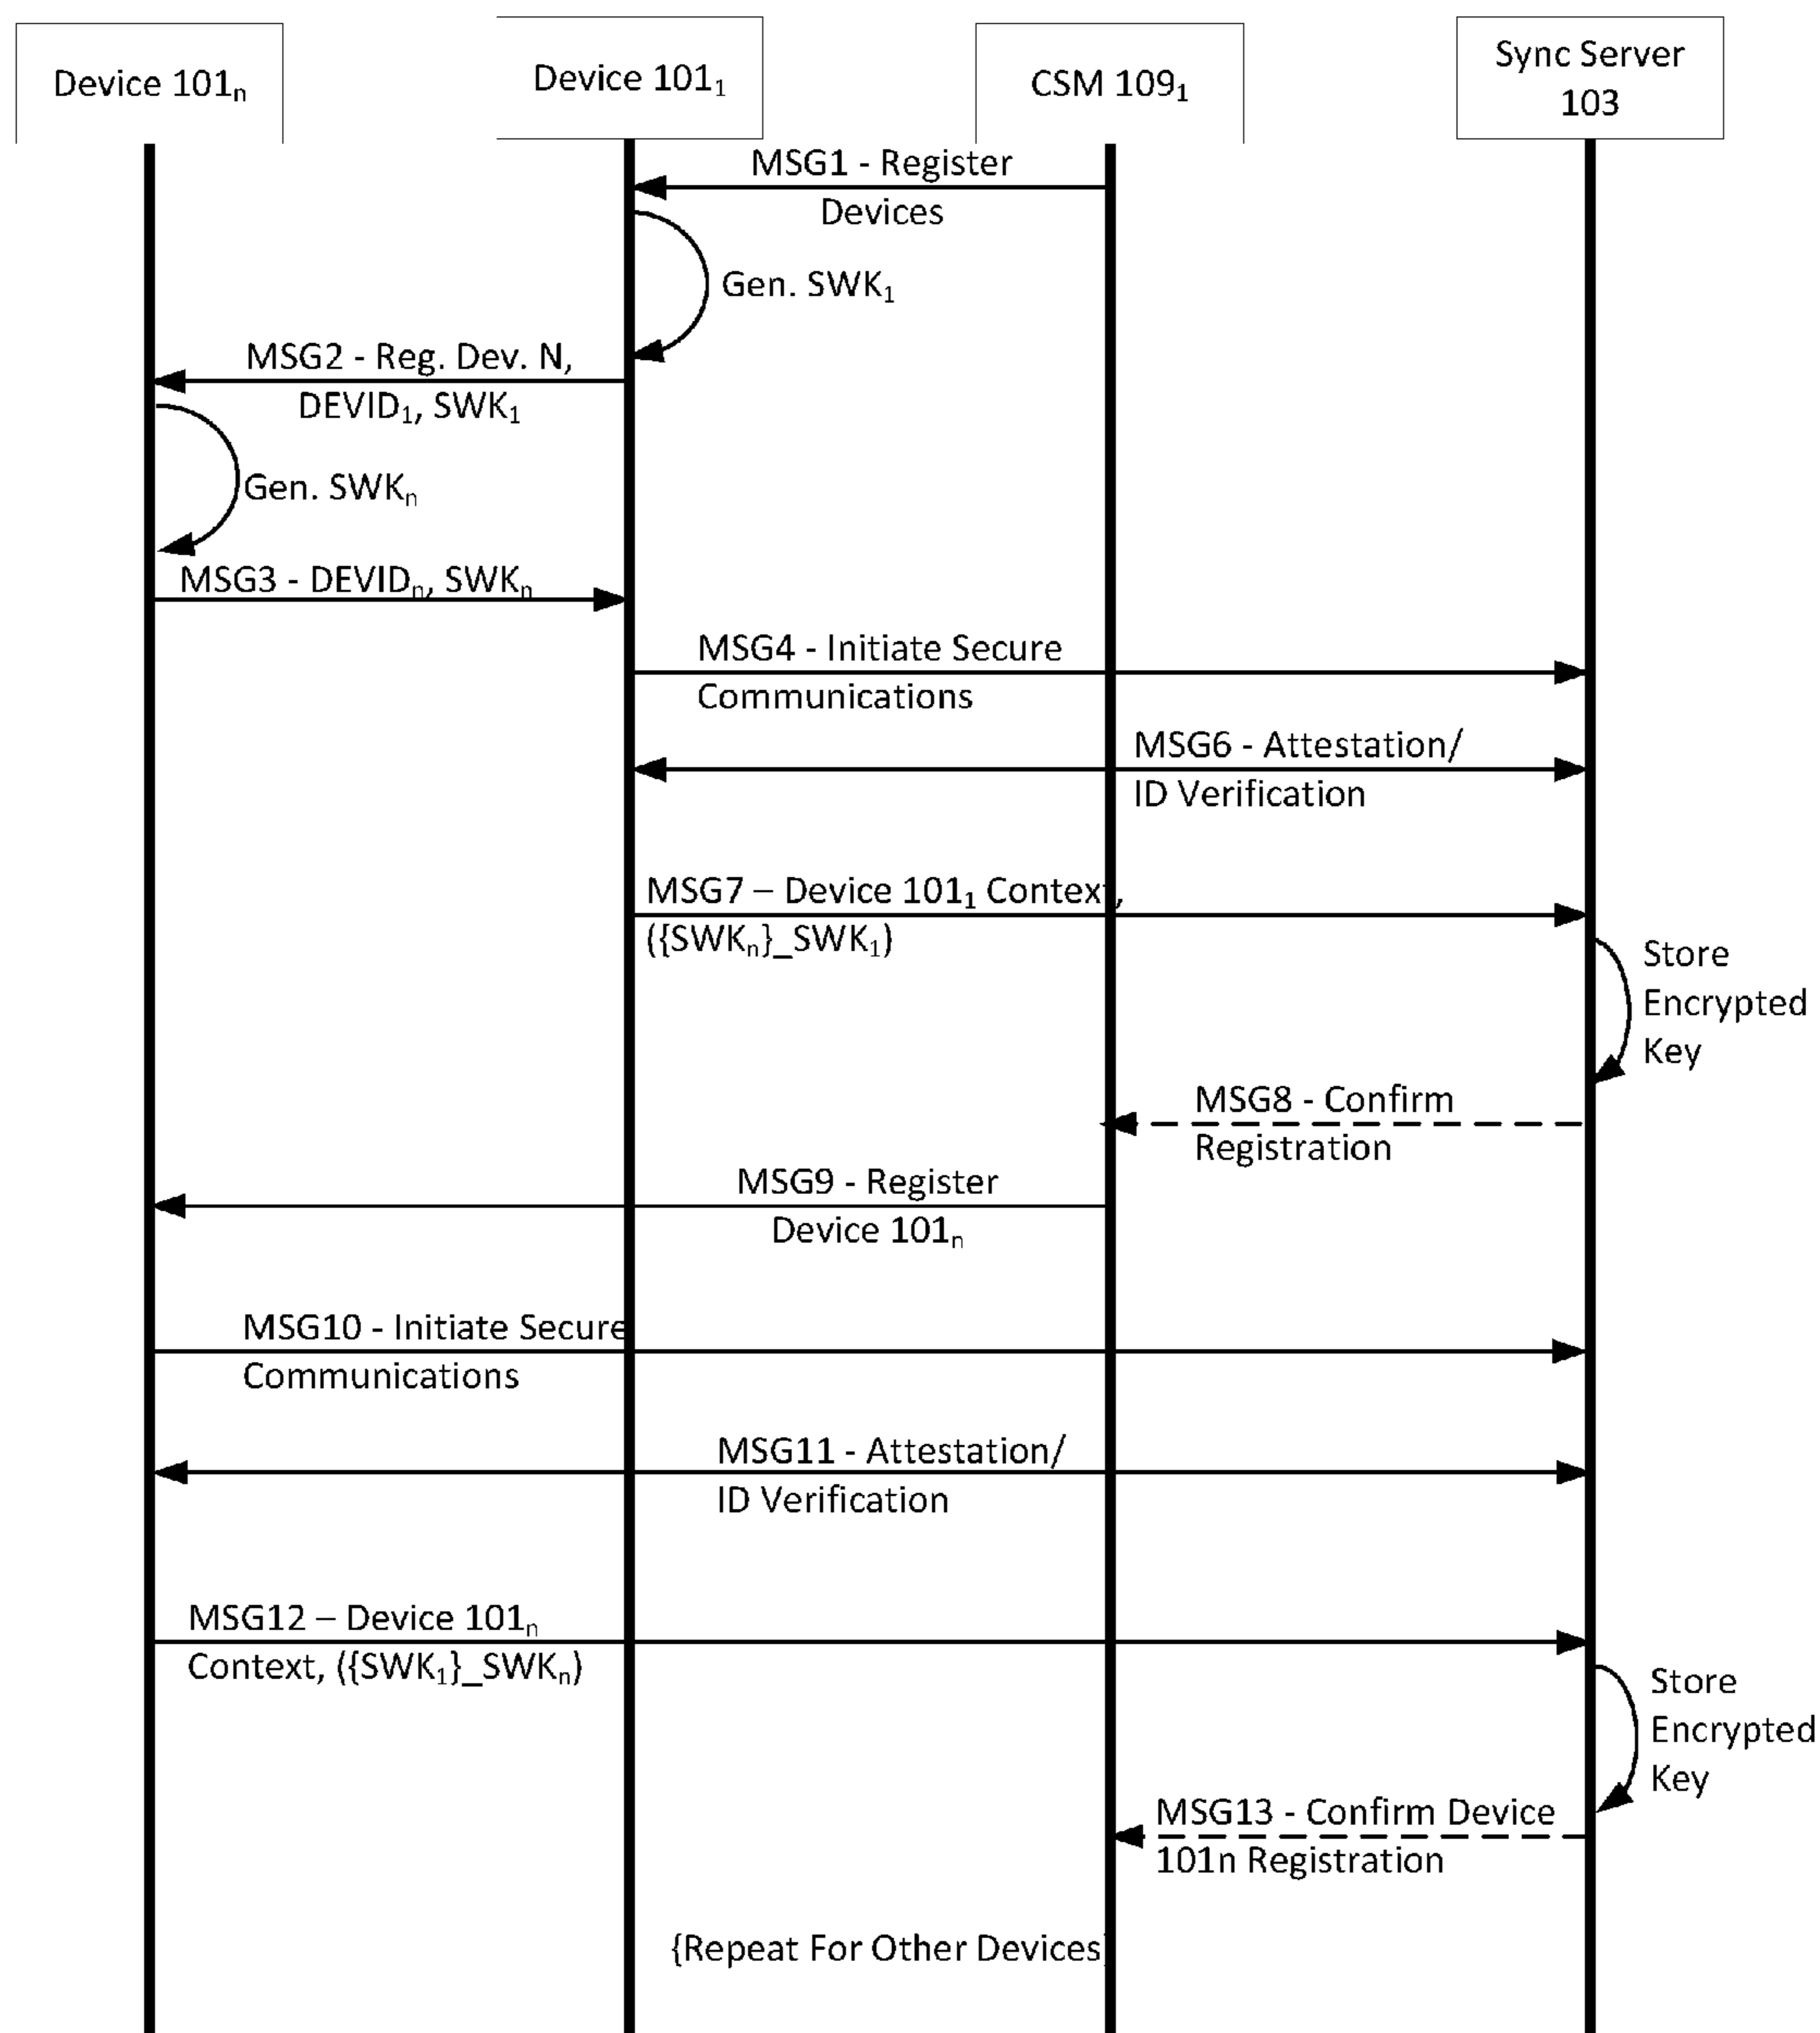 Device 101ₙ
Device 101₁
CSM 109₁
Sync Server
103
MSG1 - Register
Devices
Gen. SWK₁
MSG2 - Reg. Dev. N,
DEVID₁, SWK₁
Gen. SWKₙ
MSG3 - DEVIDₙ, SWKₙ
MSG4 - Initiate Secure
Communications
MSG6 - Attestation/
ID Verification
MSG7 – Device 101₁ Context,
({SWKₙ}_SWK₁)
Store
Encrypted
Key
MSG8 - Confirm
Registration
MSG9 - Register
Device 101ₙ
MSG10 - Initiate Secure
Communications
MSG11 - Attestation/
ID Verification
MSG12 – Device 101ₙ
Context, ({SWK₁}_SWKₙ)
Store
Encrypted
Key
MSG13 - Confirm Device
101n Registration
{Repeat For Other Devices}